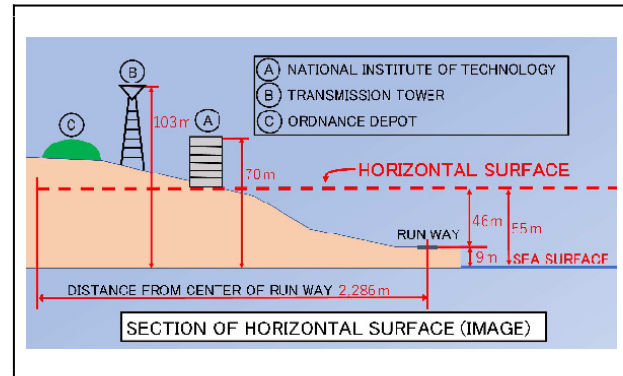 Ⓐ NATIONAL INSTITUTE OF TECHNOLOGY
Ⓑ TRANSMISSION TOWER
Ⓒ ORDNANCE DEPOT
Ⓑ
Ⓒ
103m
Ⓐ
70m
HORIZONTAL SURFACE
46m
55m
RUN WAY
9m
SEA SURFACE
DISTANCE FROM CENTER OF RUN WAY 2,286m
SECTION OF HORIZONTAL SURFACE (IMAGE)